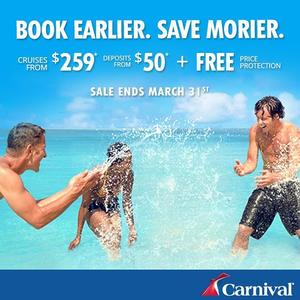 BOOK EARLIER. SAVE MORIER.
CRUISES FROM $259* DEPOSITS FROM $50* + FREE PRICE PROTECTION
SALE ENDS MARCH 31ST
Carnival®